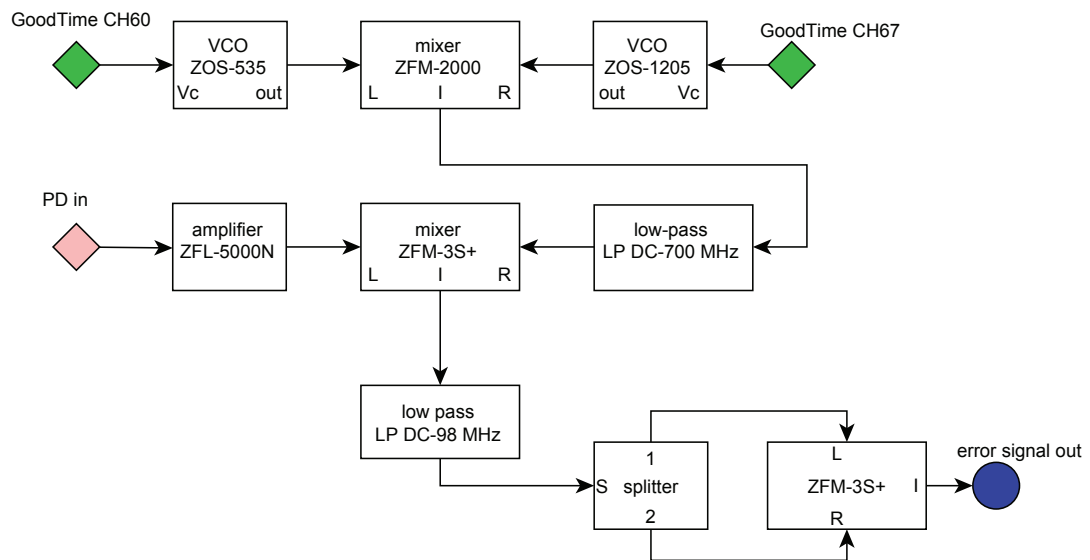 GoodTime CH60
GoodTime CH67
VCO
ZOS-535
Vc out
mixer
ZFM-2000
L I R
VCO
ZOS-1205
out Vc
PD in
amplifier
ZFL-5000N
mixer
ZFM-3S+
L I R
low-pass
LP DC-700 MHz
low pass
LP DC-98 MHz
1
S splitter
2
L
ZFM-3S+ I
R
error signal out